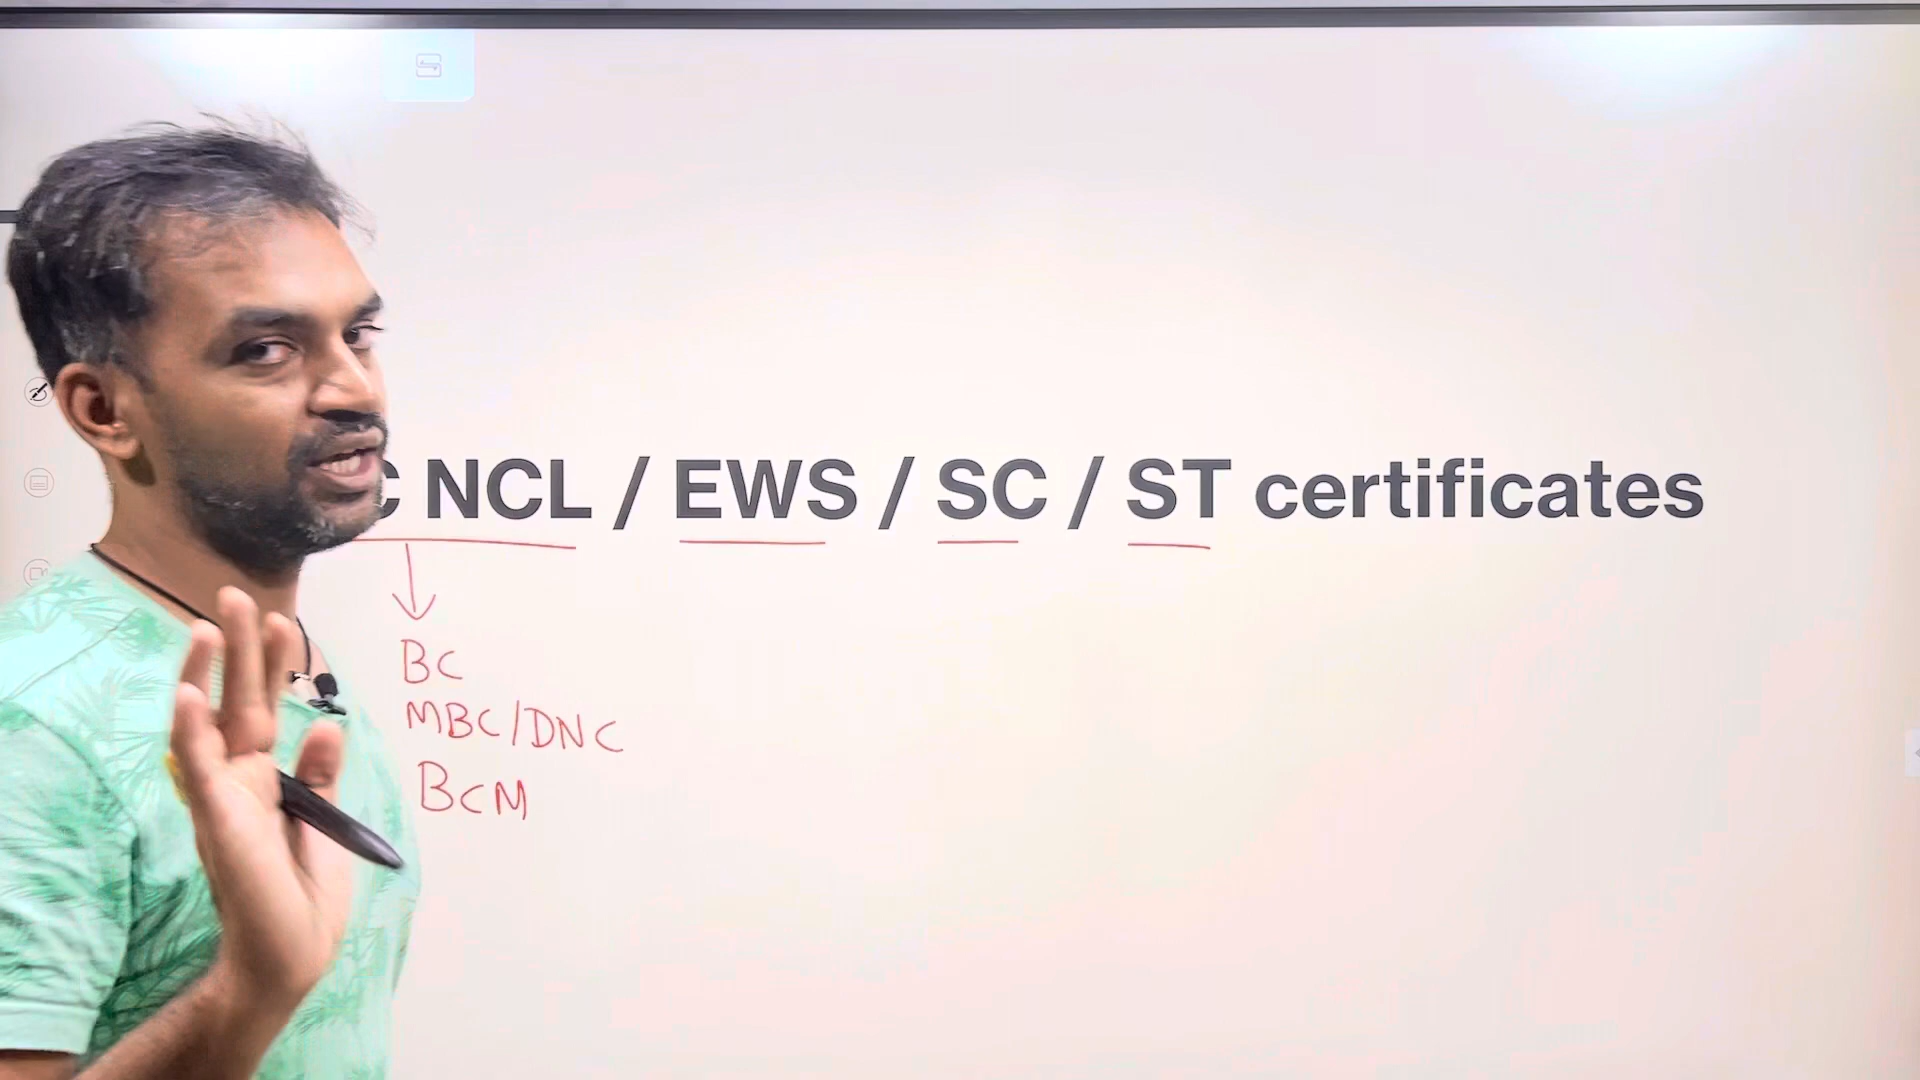 NCL / EWS / SC / ST certificates
BC
MBC/DNC
BCM